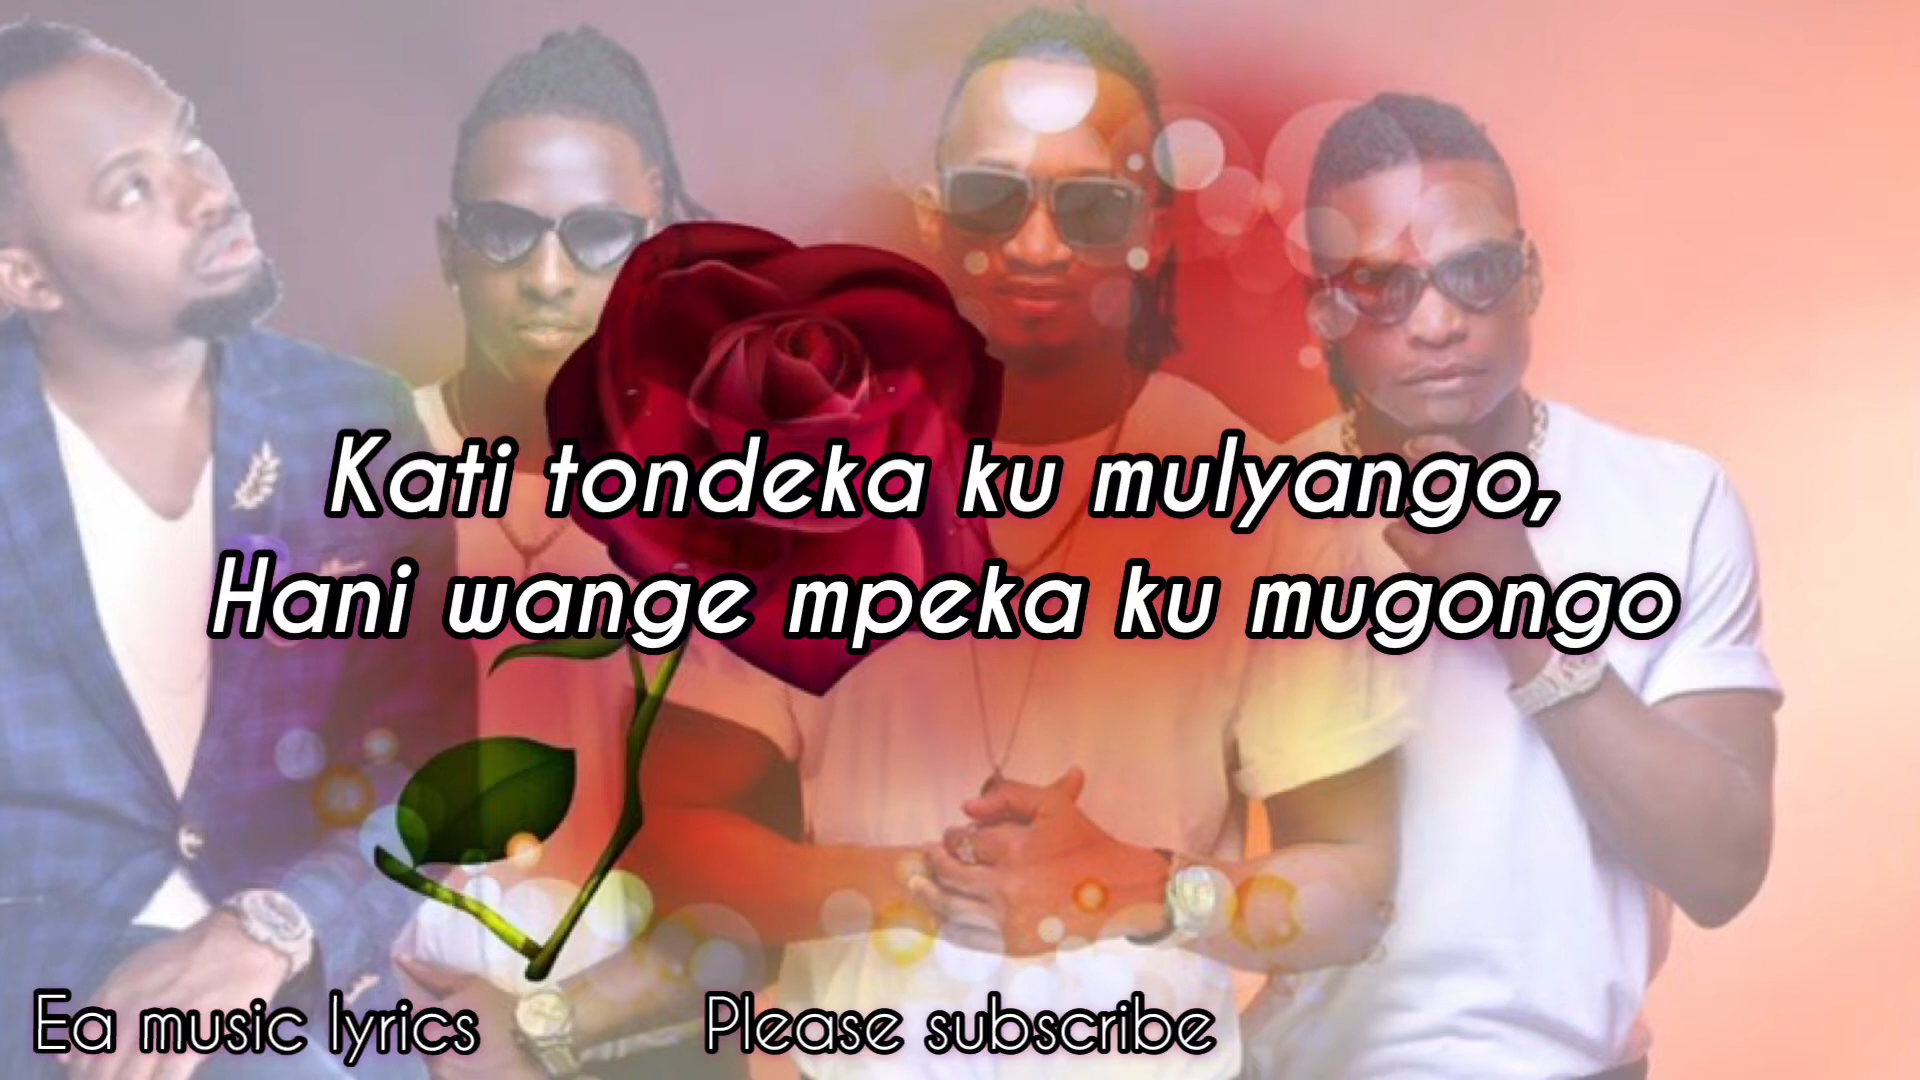 Kati tondeka ku mulyango,
Hani wange mpeka ku mugongo
Ea music lyrics
Please subscribe